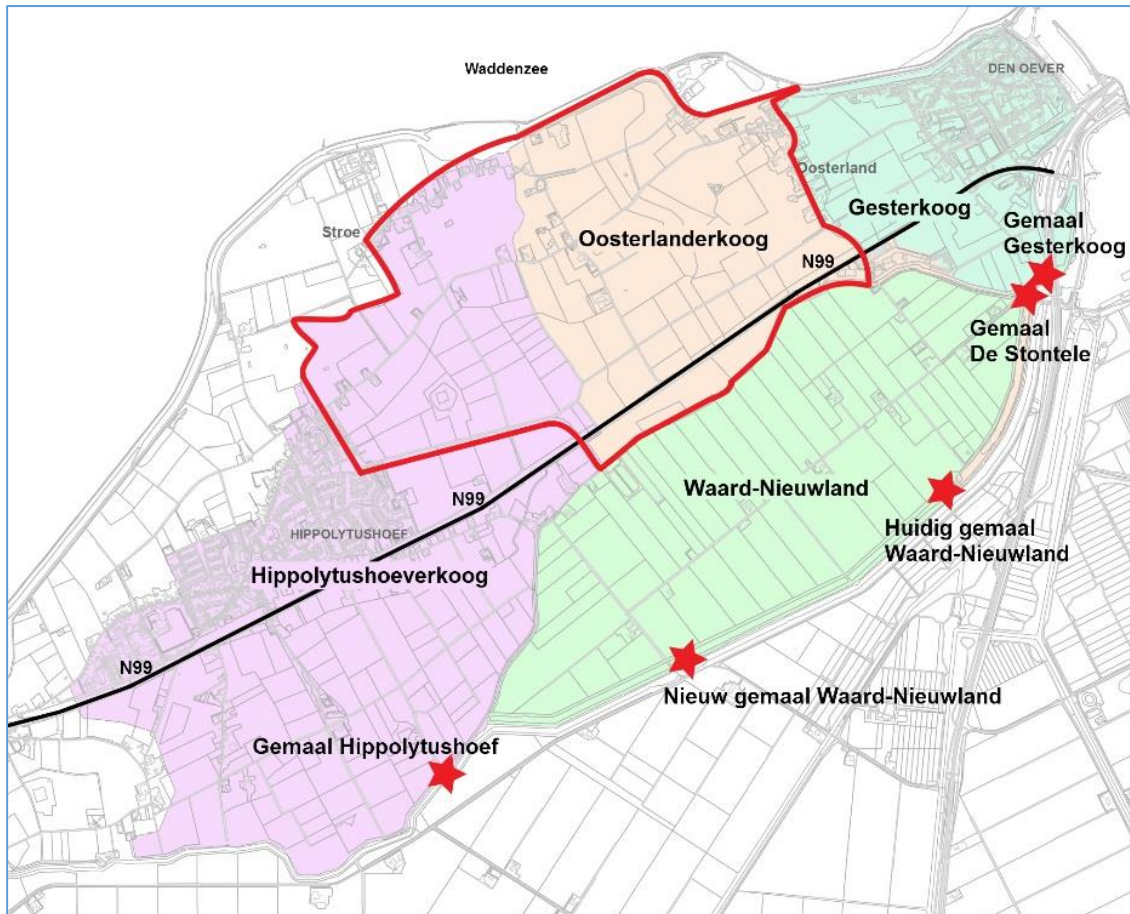 Waddenzee
DEN OEVER
Oosterland
Gesterkoog
Gemaal
Gesterkoog
Stroe
Oosterlanderkoog
N99
Gemaal
De Stontele
Waard-Nieuwland
N99
Huidig gemaal
Waard-Nieuwland
HIPPOLYTUSHOEF
Hippolytushoeverkoog
N99
Nieuw gemaal Waard-Nieuwland
Gemaal Hippolytushoef